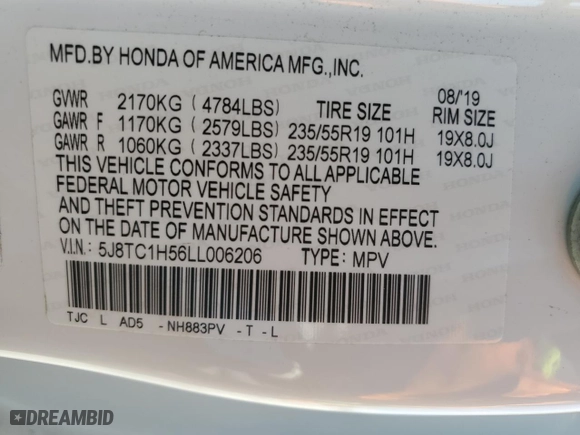 MFD.BY HONDA OF AMERICA MFG.,INC.
08/'19
GVWR 2170KG (4784LBS) TIRE SIZE RIM SIZE
GAWR F 1170KG (2579LBS) 235/55R19 101H 19X8.0J
GAWR R 1060KG (2337LBS) 235/55R19 101H 19X8.0J
THIS VEHICLE CONFORMS TO ALL APPLICABLE
FEDERAL MOTOR VEHICLE SAFETY
AND THEFT PREVENTION STANDARDS IN EFFECT
ON THE DATE OF MANUFACTURE SHOWN ABOVE.
V.I.N.: 5J8TC1H56LL006206 TYPE: MPV
TJC L AD5 -NH883PV -T-L
DREAMBID